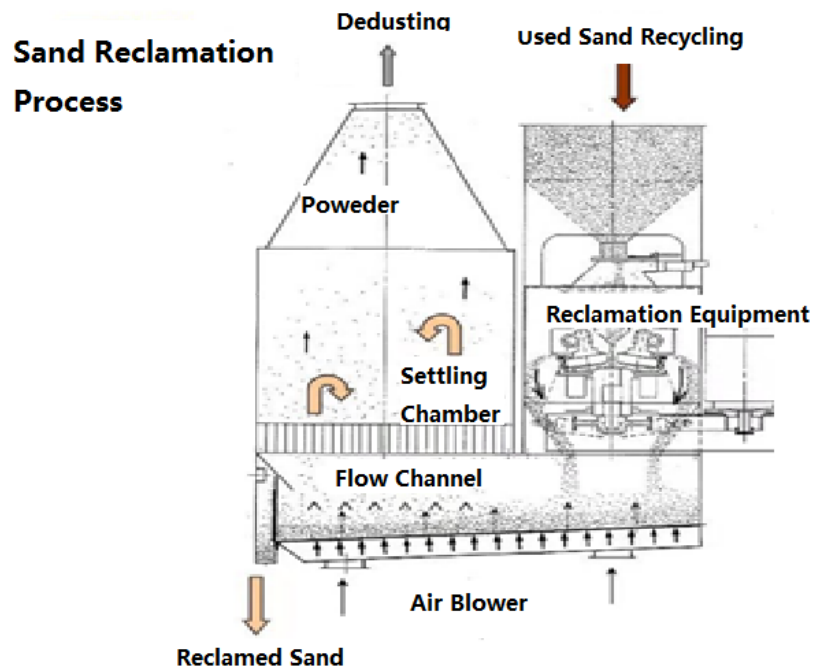 Sand Reclamation
Process
Dedusting
Used Sand Recycling
Poweder
Reclamation Equipment
Settling
Chamber
Flow Channel
Air Blower
Reclamed Sand